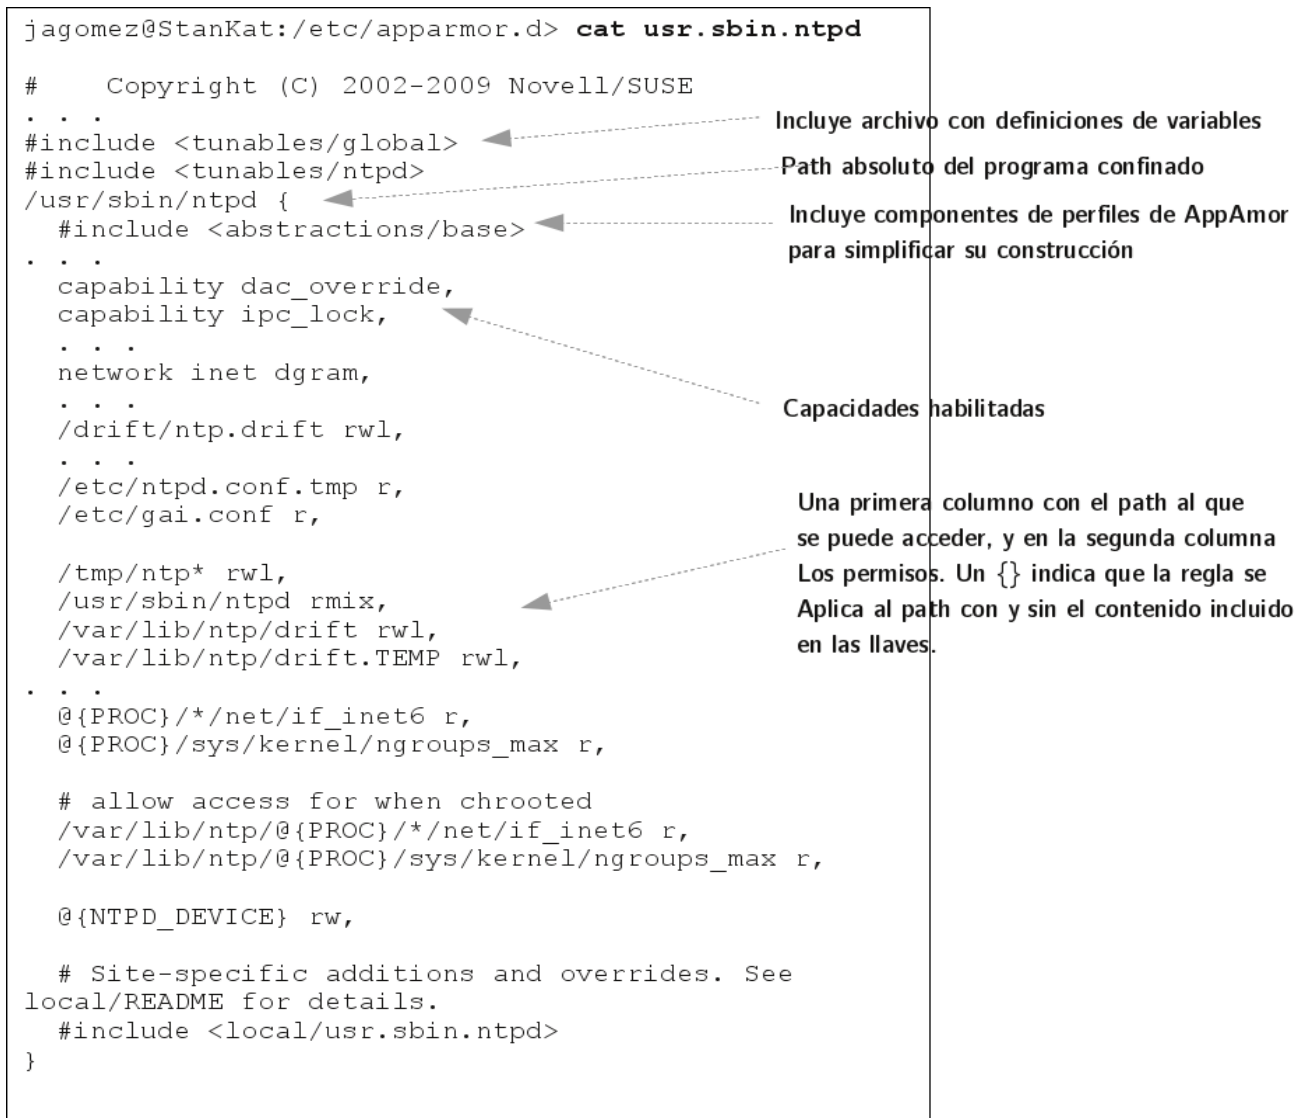 jagomez@StanKat:/etc/apparmor.d> cat usr.sbin.ntpd
#    Copyright (C) 2002-2009 Novell/SUSE
. . .
#include <tunables/global>
#include <tunables/ntpd>
/usr/sbin/ntpd {
  #include <abstractions/base>
. . .
  capability dac_override,
  capability ipc_lock,
  . . .
  network inet dgram,
  . . .
  /drift/ntp.drift rwl,
  . . .
  /etc/ntpd.conf.tmp r,
  /etc/gai.conf r,
  /tmp/ntp* rwl,
  /usr/sbin/ntpd rmix,
  /var/lib/ntp/drift rwl,
  /var/lib/ntp/drift.TEMP rwl,
. . .
  @{PROC}/*/net/if_inet6 r,
  @{PROC}/sys/kernel/ngroups_max r,
  # allow access for when chrooted
  /var/lib/ntp/@{PROC}/*/net/if_inet6 r,
  /var/lib/ntp/@{PROC}/sys/kernel/ngroups_max r,
  @{NTPD_DEVICE} rw,
  # Site-specific additions and overrides. See
local/README for details.
  #include <local/usr.sbin.ntpd>
}
Incluye archivo con definiciones de variables
Path absoluto del programa confinado
Incluye componentes de perfiles de AppAmor
para simplificar su construcción
Capacidades habilitadas
Una primera columno con el path al que
se puede acceder, y en la segunda columna
Los permisos. Un {} indica que la regla se
Aplica al path con y sin el contenido incluido
en las llaves.